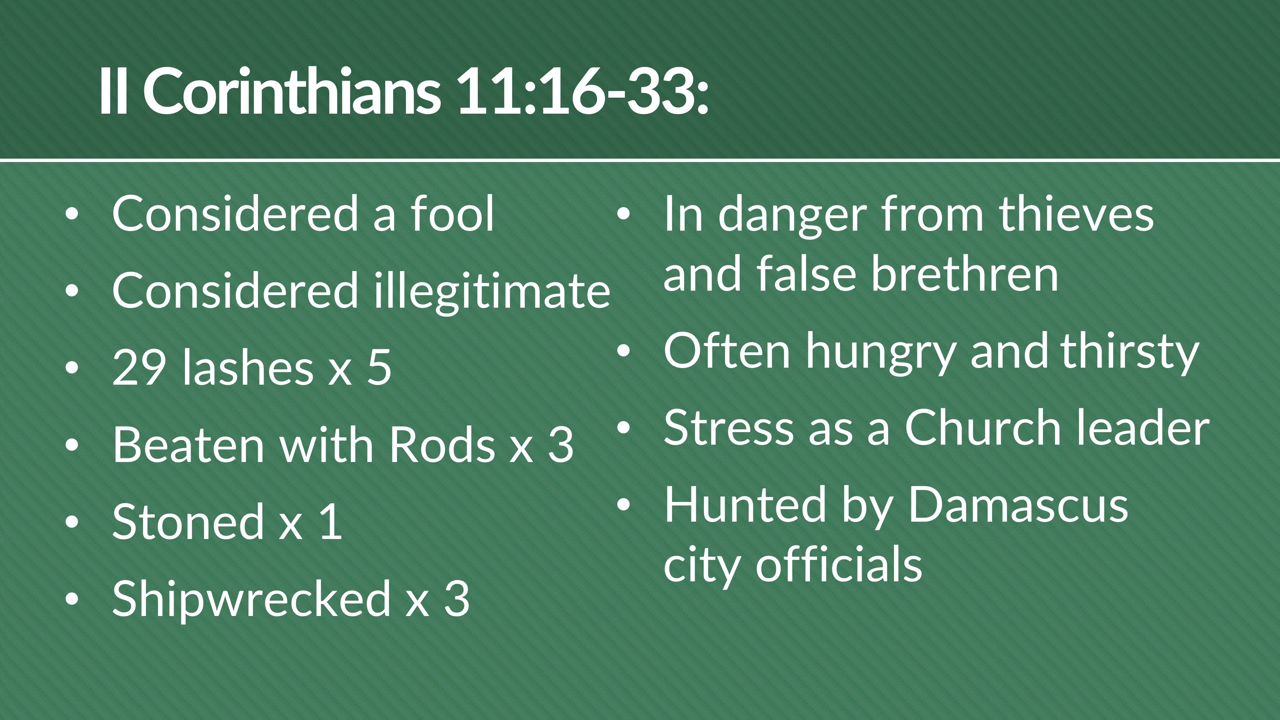 II Corinthians 11:16-33:
• Considered a fool
• Considered illegitimate
• 29 lashes x 5
• Beaten with Rods x 3
• Stoned x 1
• Shipwrecked x 3
• In danger from thieves
and false brethren
• Often hungry and thirsty
• Stress as a Church leader
• Hunted by Damascus
city officials